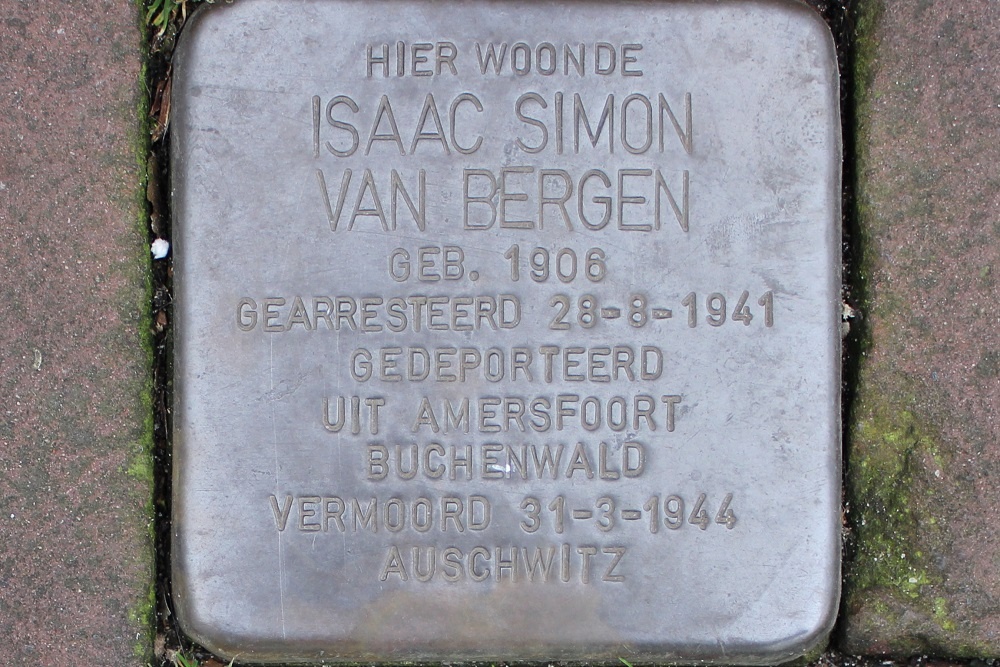 HIER WOONDE
ISAAC SIMON
VAN BERGEN
GEB. 1906
GEARRESTEERD 28-8-1941
GEDEPORTEERD
UIT AMERSFOORT
BUCHENWALD
VERMOORD 31-3-1944
AUSCHWITZ